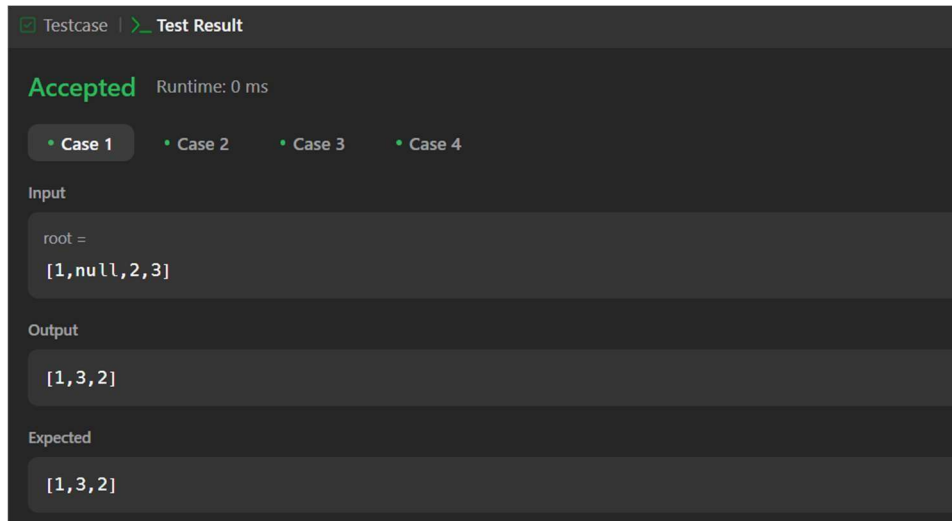 Testcase | >_ Test Result
Accepted Runtime: 0 ms
• Case 1 • Case 2 • Case 3 • Case 4
Input
root =
[1,null,2,3]
Output
[1,3,2]
Expected
[1,3,2]